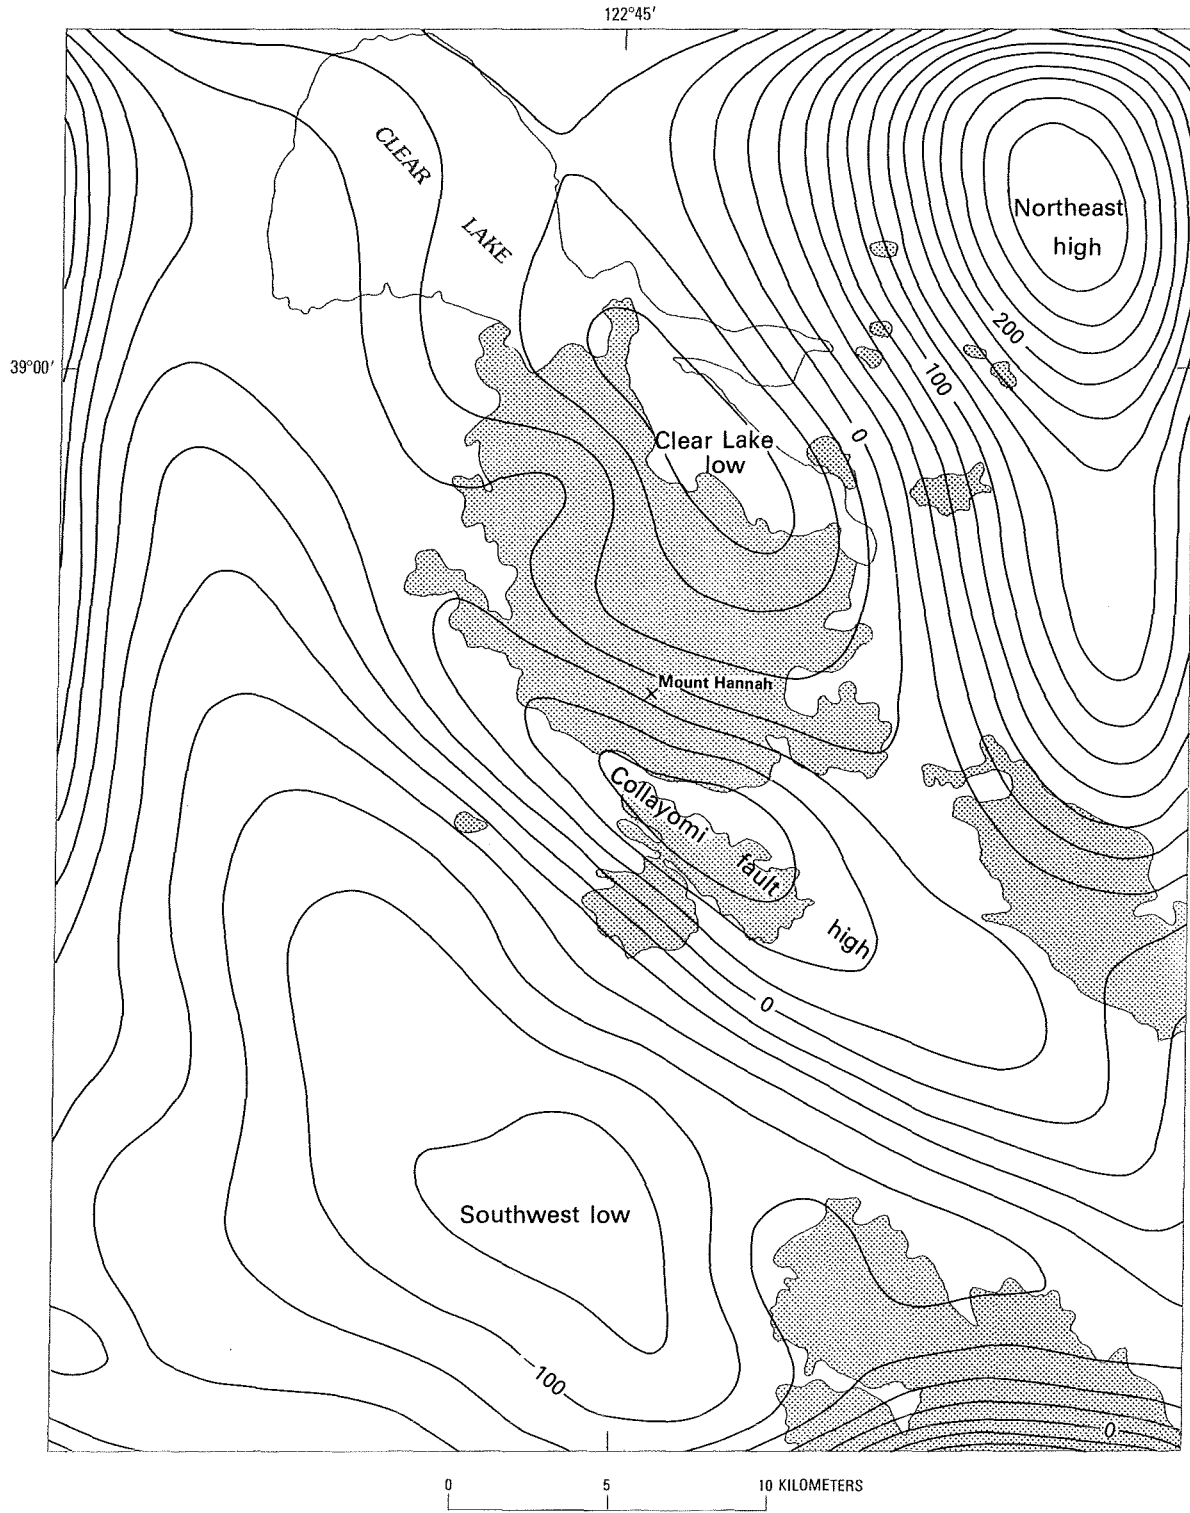 122°45′
CLEAR
LAKE
Northeast
high
200
39°00′
100
0
Clear Lake
low
Mount Hannah
Collayomi
fault
high
0
Southwest low
-100
0
0 5 10 KILOMETERS